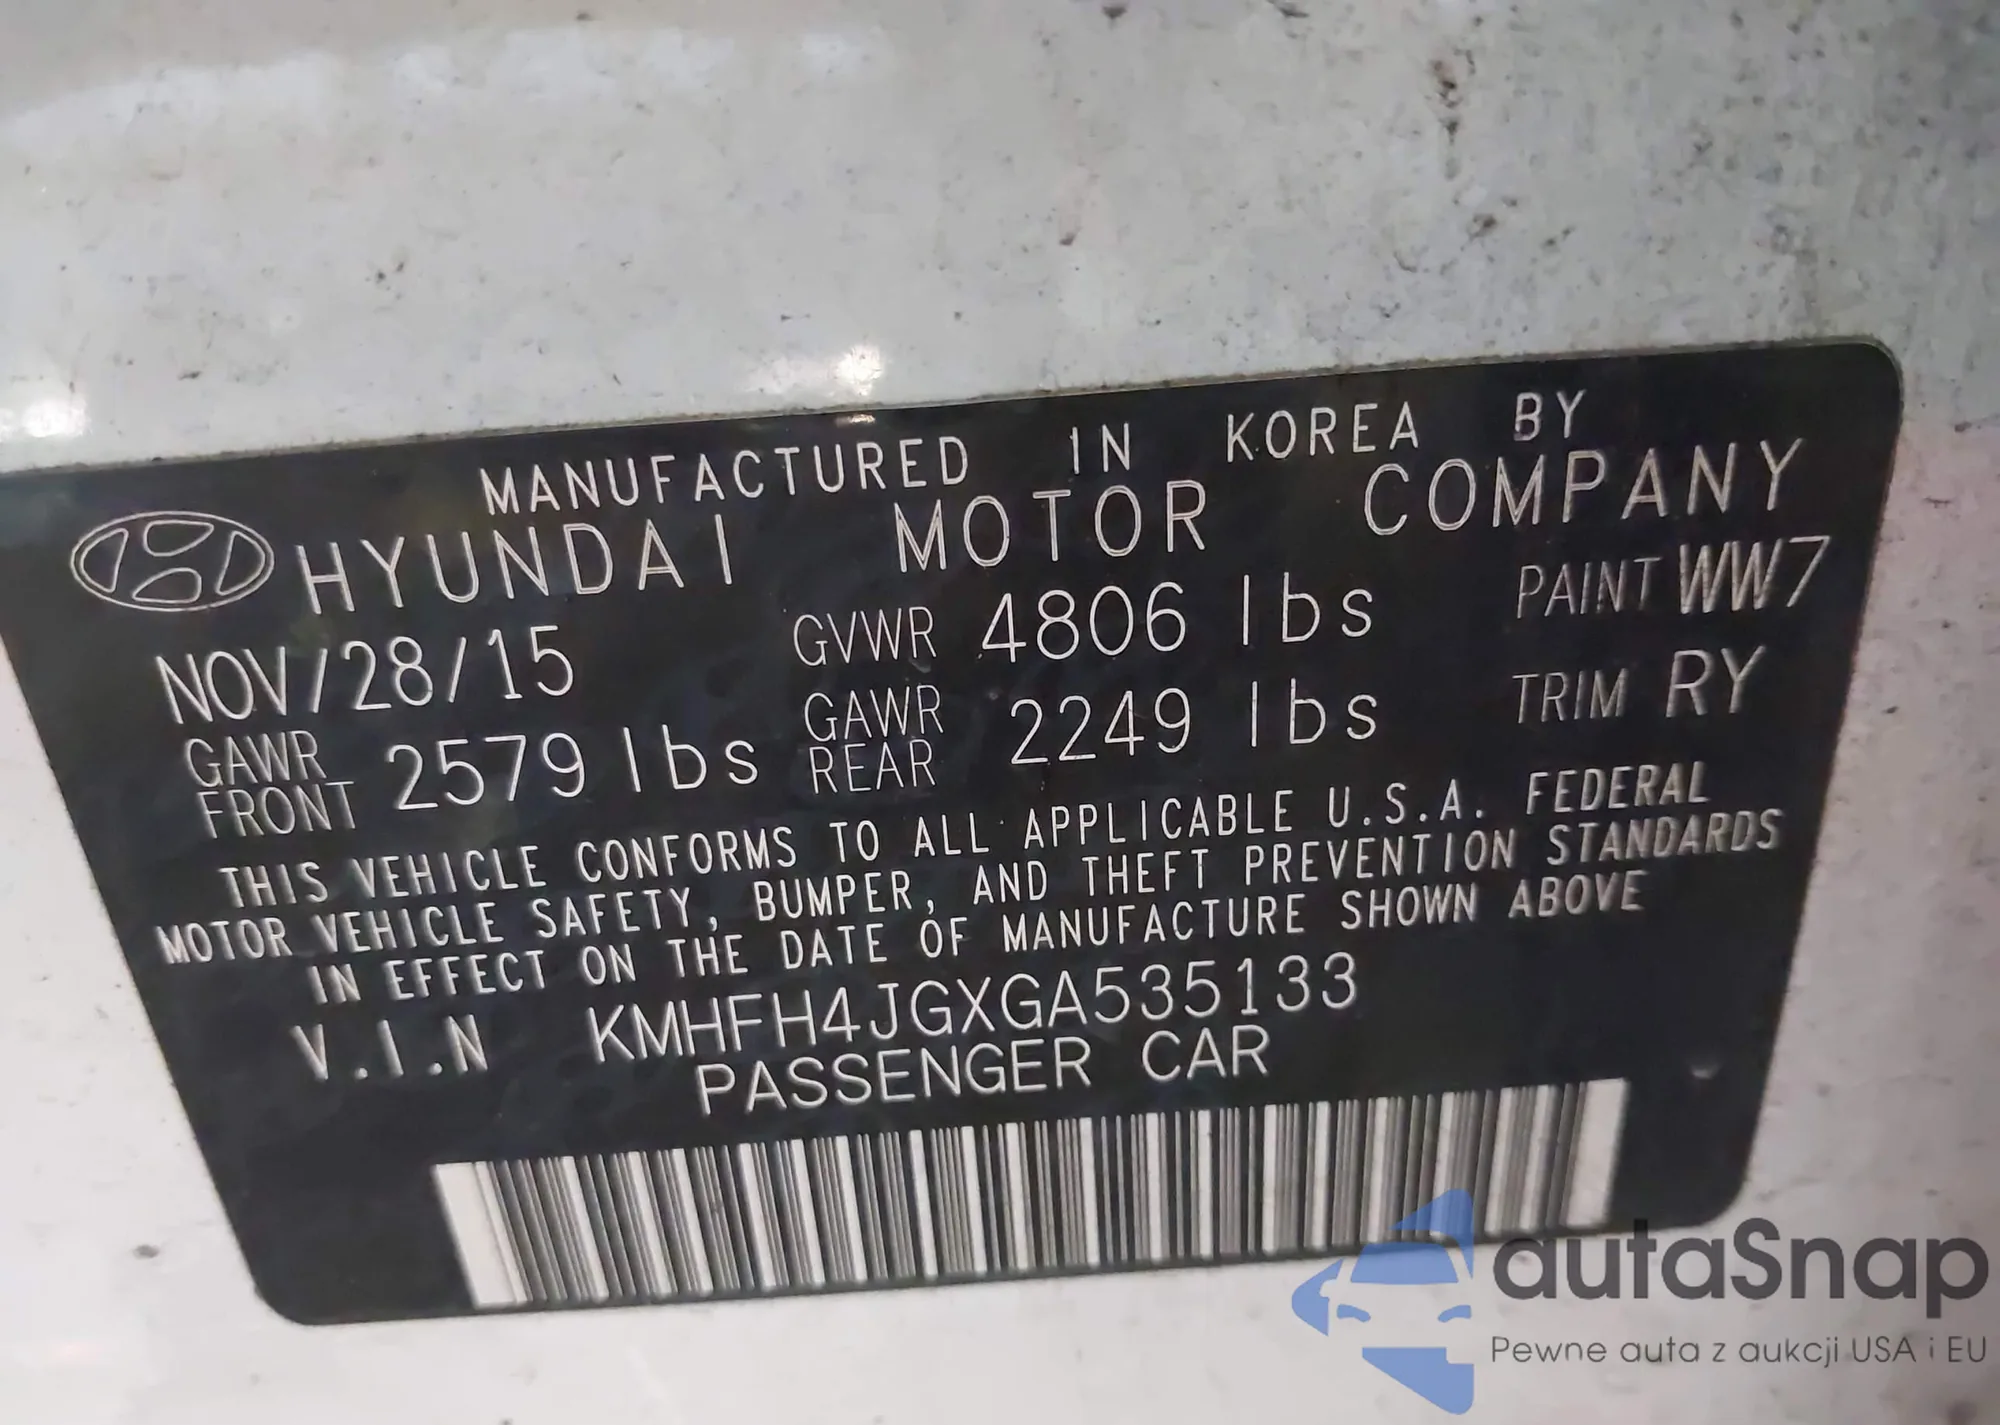 MANUFACTURED IN KOREA BY
HYUNDAI MOTOR COMPANY
NOV/28/15 GVWR 4806 lbs PAINT WW7
GAWR FRONT 2579 lbs GAWR REAR 2249 lbs TRIM RY
THIS VEHICLE CONFORMS TO ALL APPLICABLE U.S.A. FEDERAL
MOTOR VEHICLE SAFETY, BUMPER, AND THEFT PREVENTION STANDARDS
IN EFFECT ON THE DATE OF MANUFACTURE SHOWN ABOVE
V.I.N KMHFH4JGXGA535133
PASSENGER CAR
autaSnap
Pewne auta z aukcji USA i EU